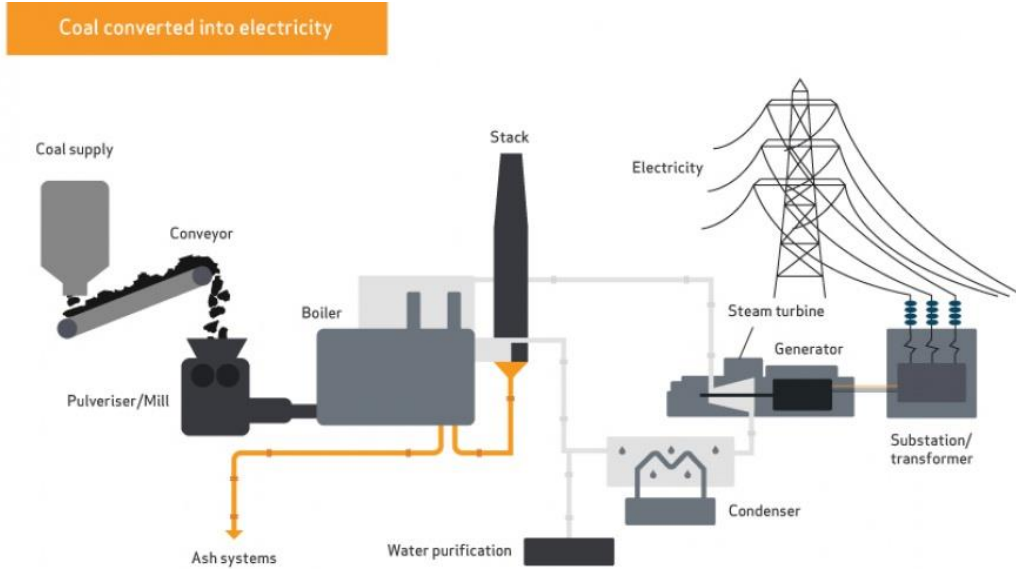 Coal converted into electricity
Stack
Coal supply
Electricity
Conveyor
Boiler
Steam turbine
Generator
Pulveriser/Mill
Substation/
transformer
Condenser
Water purification
Ash systems